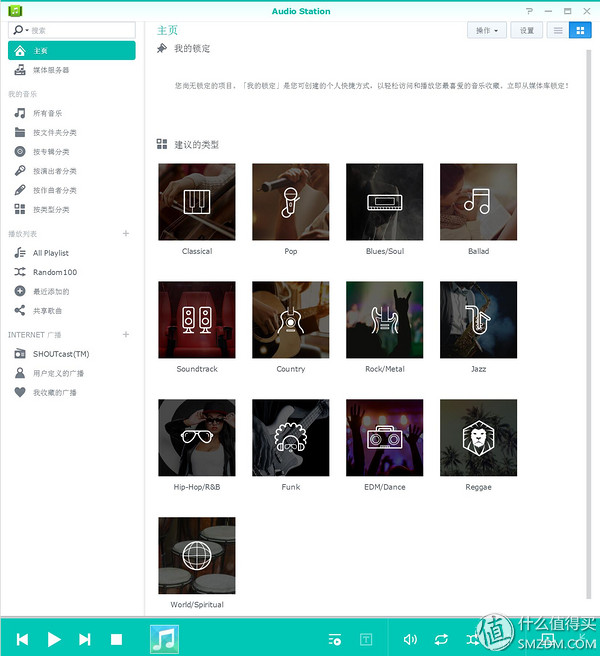 Audio Station
搜索
主页
媒体服务器
我的音乐
所有音乐
按文件夹分类
按专辑分类
按演出者分类
按作曲者分类
按类型分类
播放列表
All Playlist
Random100
最近添加的
共享歌曲
INTERNET 广播
SHOUTcast(TM)
用户定义的广播
我收藏的广播
主页
操作
设置
我的锁定
您尚无锁定的项目。「我的锁定」是您可创建的个人快捷方式，以轻松访问和播放您最喜爱的音乐收藏。立即从媒体库锁定！
建议的类型
Classical
Pop
Blues/Soul
Ballad
Soundtrack
Country
Rock/Metal
Jazz
Hip-Hop/R&B
Funk
EDM/Dance
Reggae
World/Spiritual
值 什么值得买
SMZDM.COM